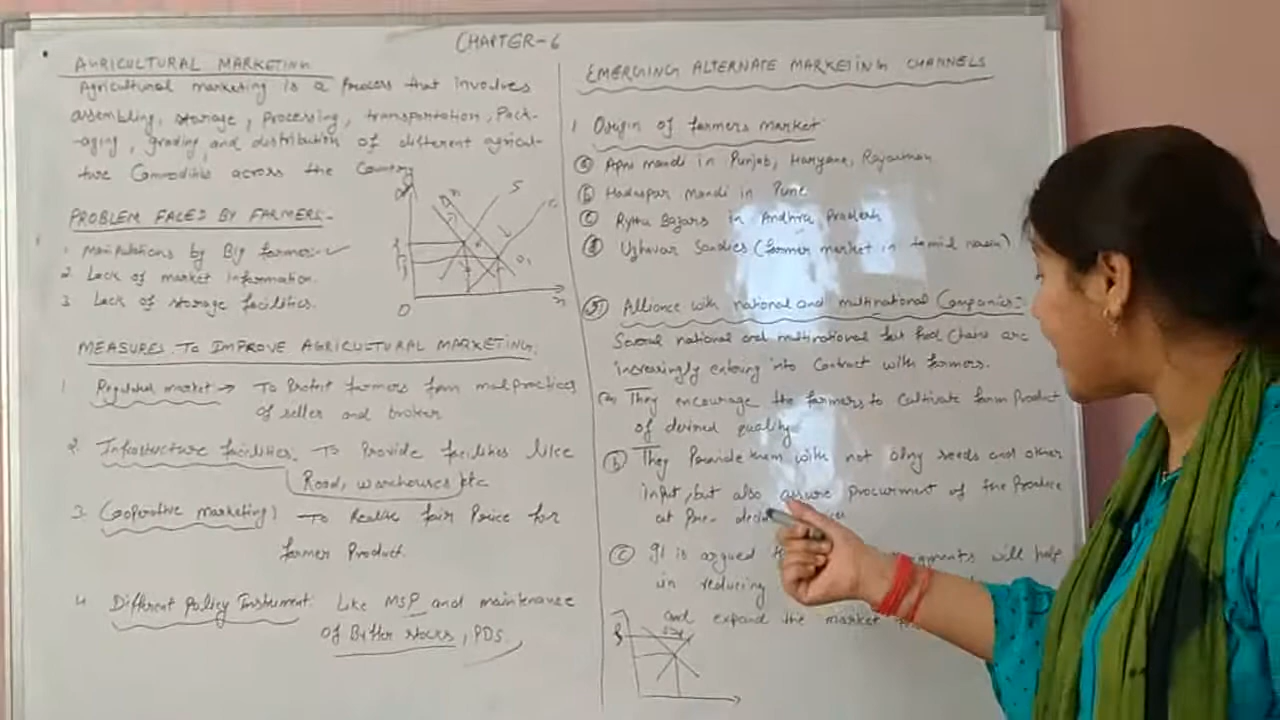 CHAPTER-6
AGRICULTURAL MARKETING
Agricultural marketing is a Process that involves
assembling, storage, Processing, transportation, Pack-
-aging, grading and distribution of different agricul-
ture Commodities across the Country
PROBLEM FACED BY FARMERS-
1. Manipulations by Big farmer
2. Lack of market information.
3. Lack of storage facilities.
MEASURES TO IMPROVE AGRICULTURAL MARKETING.
1. Regulated market → To Protect farmers from malpractices
of seller and broker
2. Infrastructure facilities. To Provide facilities like
Road, warehouses etc
3. Cooperative marketing: To Realise fair Price for
farmer Product.
4. Different Policy Instrument. Like MSP and maintenance
of Buffer stocks, PDS.
S
O
EMERGING ALTERNATE MARKETING CHANNELS
1 Origin of farmers market
(a) Apni mandi in Punjab, Haryana, Rajasthan
(b) Hadaspar mandi in Pune
(c) Rythu Bazars in Andhra Pradesh
(d) Uzhavar Sandies (farmer market in tamil
Alliance with national and multinational Companies:-
Several national and multinational fast food Chains are
increasingly entering into Contract with farmers.
(a) They encourage the farmers to Cultivate farm Product
of desired quality
(b) They Provide them with not olny seeds and other
input, but also assure procurment of the Produce
at Pre-
(c) It is argued will help
in reducing
and expand the market